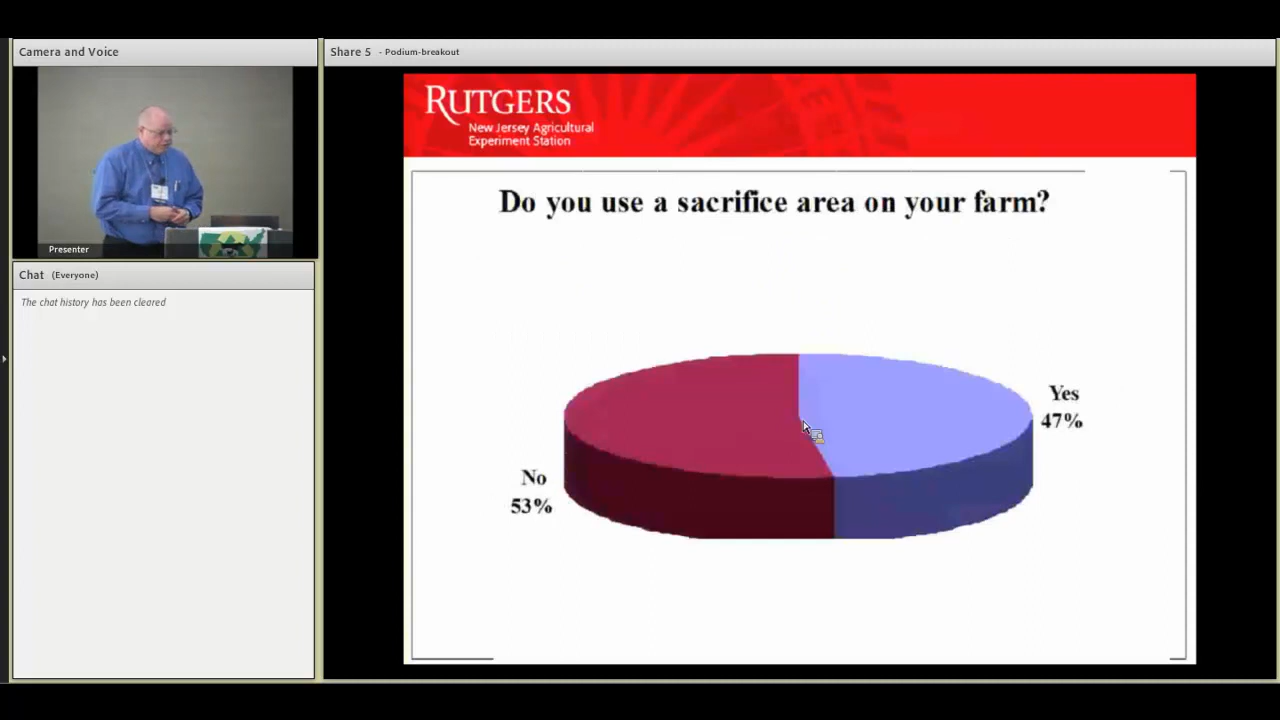 Camera and Voice
Presenter
Chat (Everyone)
The chat history has been cleared
Share 5 - Podium-breakout
RUTGERS
New Jersey Agricultural
Experiment Station
Do you use a sacrifice area on your farm?
Yes
47%
No
53%